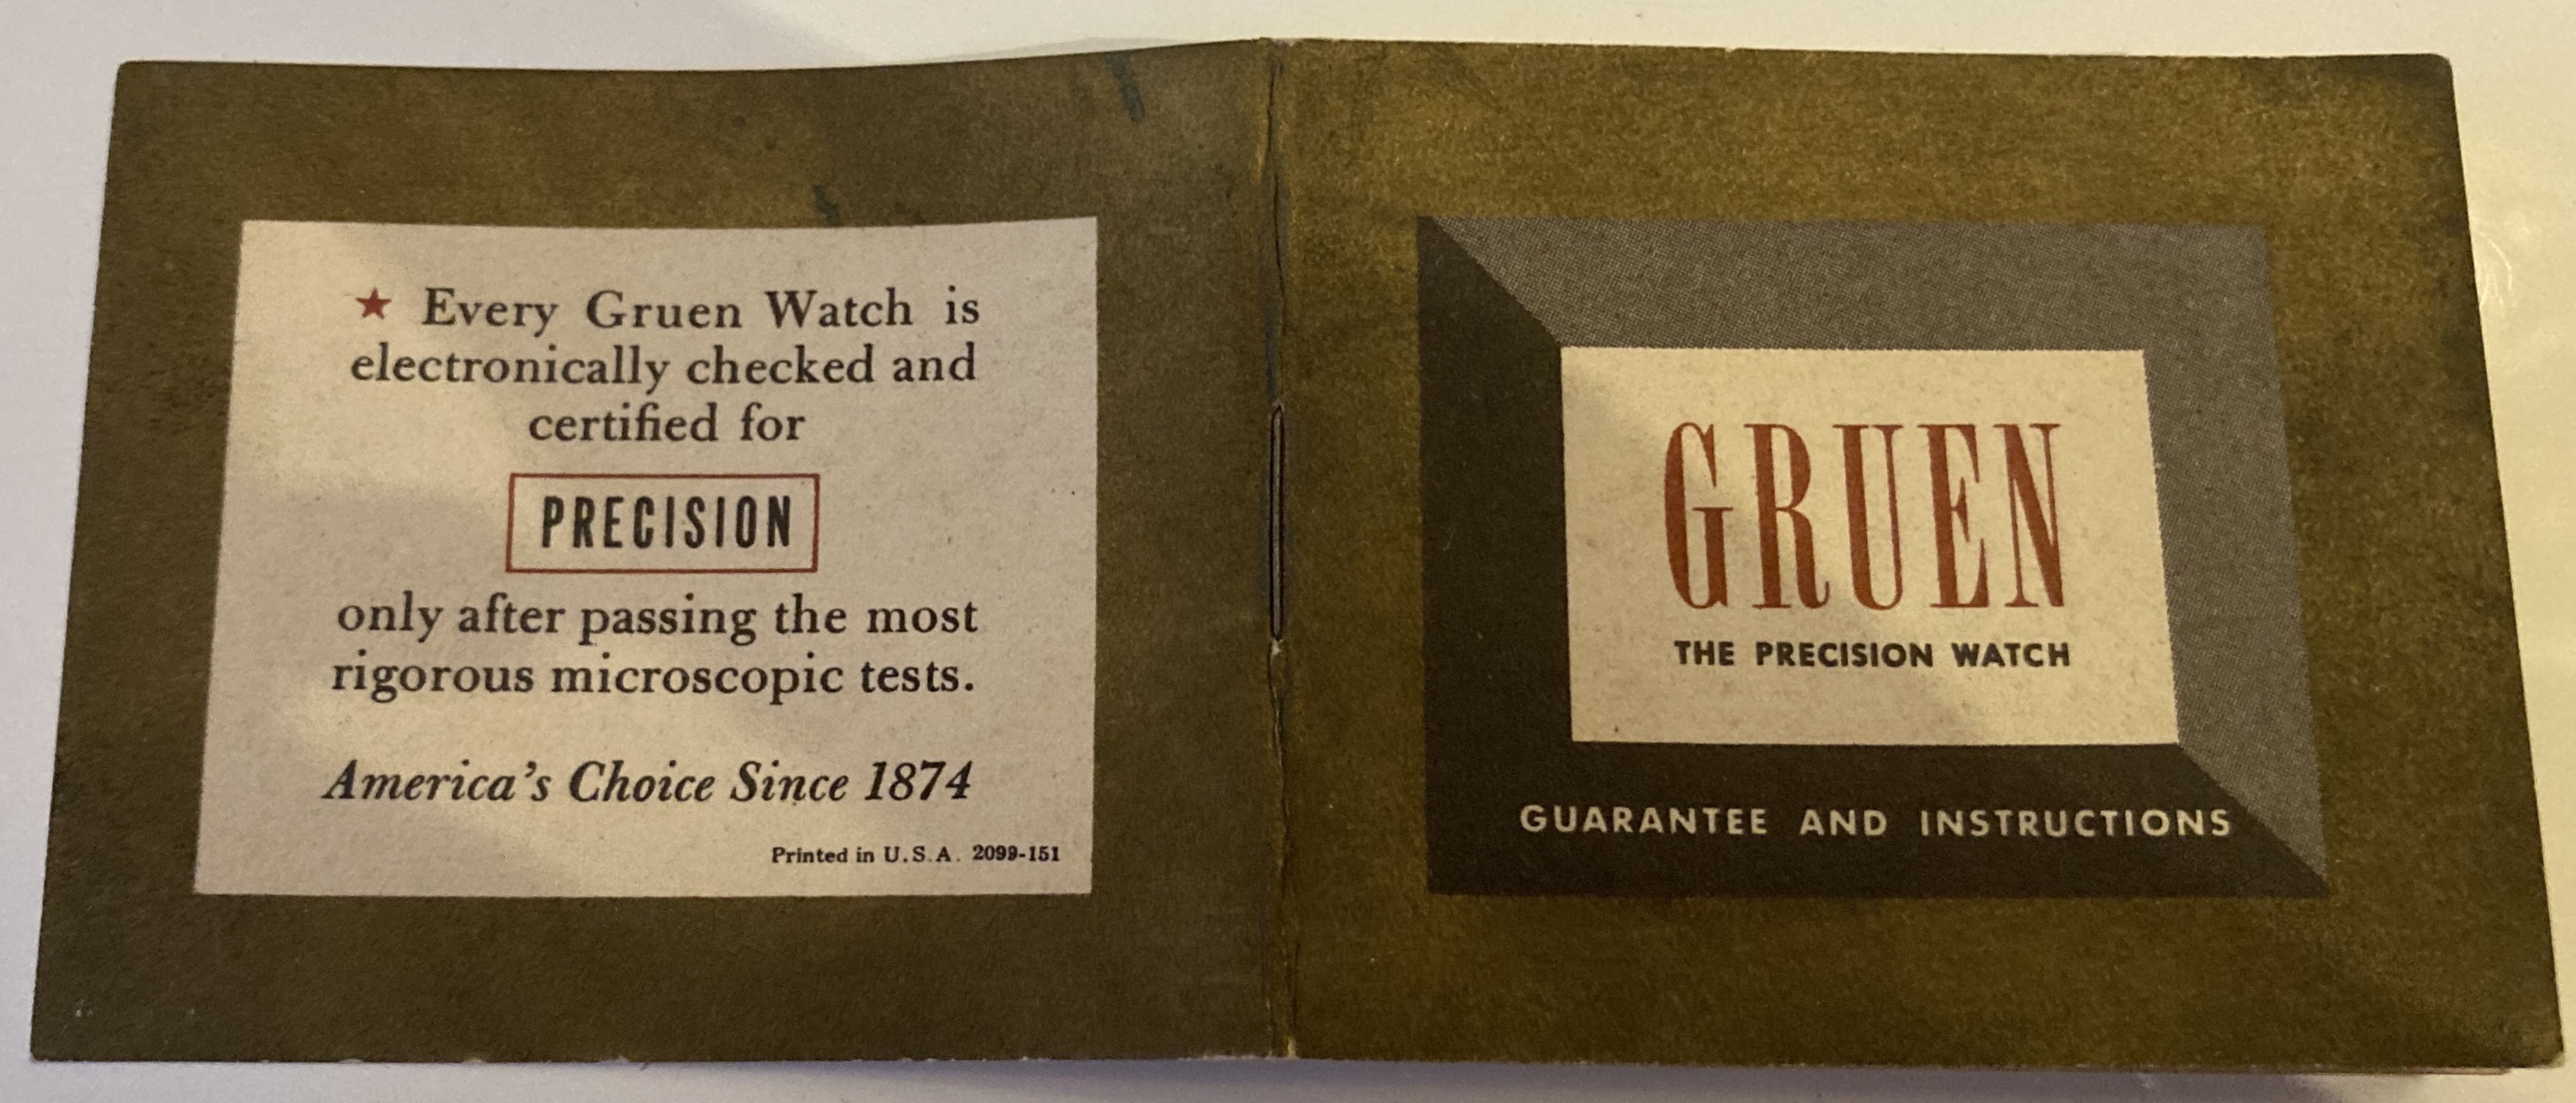 ★ Every Gruen Watch is
electronically checked and
certified for
PRECISION
only after passing the most
rigorous microscopic tests.
America's Choice Since 1874
Printed in U.S.A. 2099-151
GRUEN
THE PRECISION WATCH
GUARANTEE AND INSTRUCTIONS